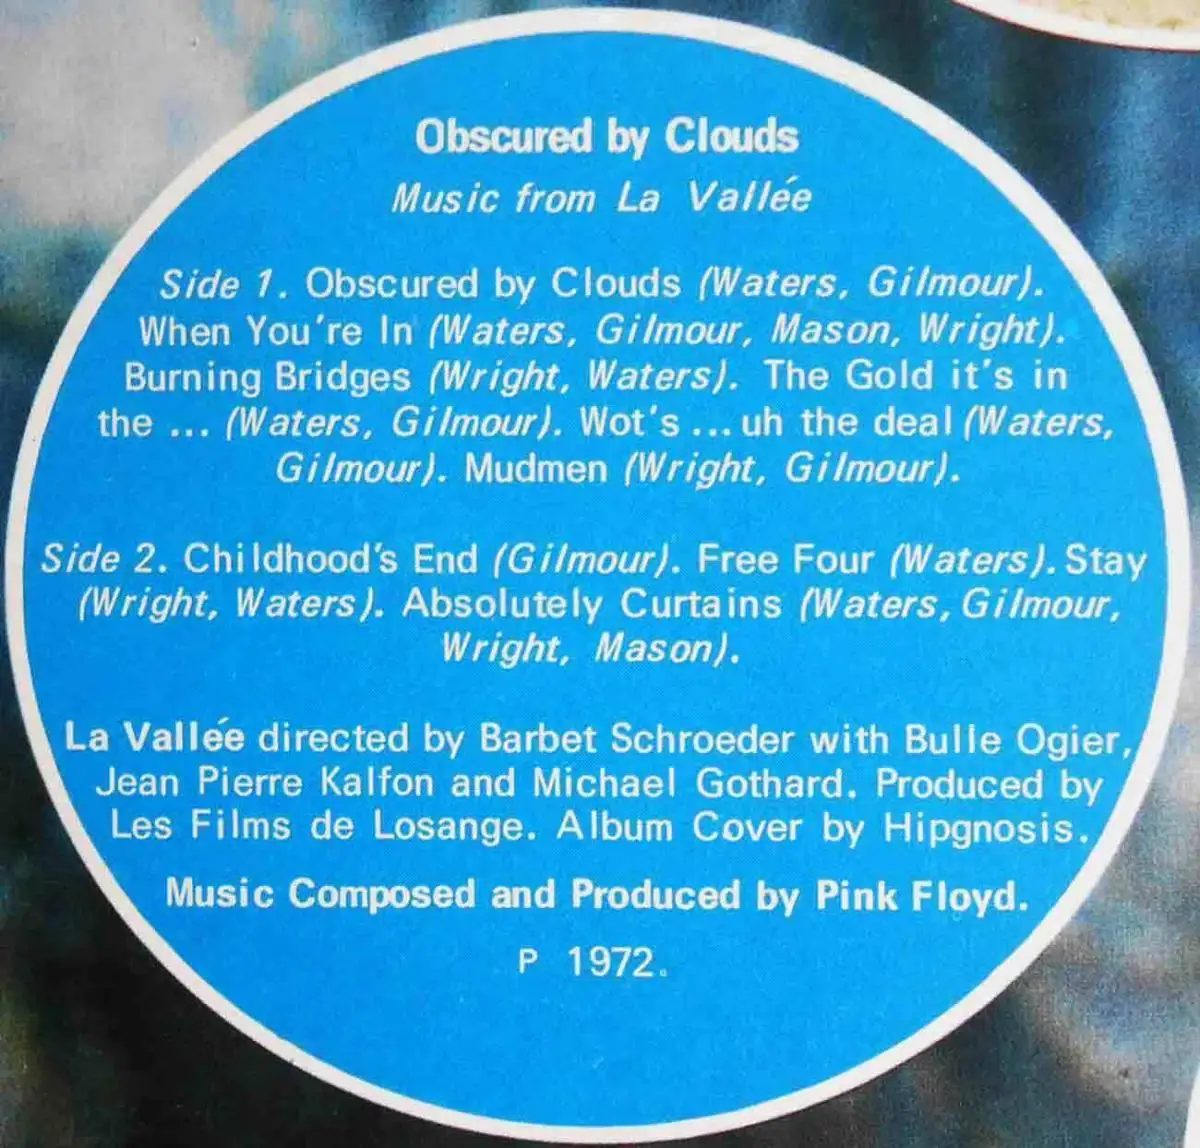 Obscured by Clouds
Music from La Vallée
Side 1. Obscured by Clouds (Waters, Gilmour).
When You're In (Waters, Gilmour, Mason, Wright).
Burning Bridges (Wright, Waters). The Gold it's in
the ... (Waters, Gilmour). Wot's ... uh the deal (Waters,
Gilmour). Mudmen (Wright, Gilmour).
Side 2. Childhood's End (Gilmour). Free Four (Waters). Stay
(Wright, Waters). Absolutely Curtains (Waters, Gilmour,
Wright, Mason).
La Vallée directed by Barbet Schroeder with Bulle Ogier,
Jean Pierre Kalfon and Michael Gothard. Produced by
Les Films de Losange. Album Cover by Hipgnosis.
Music Composed and Produced by Pink Floyd.
P 1972.